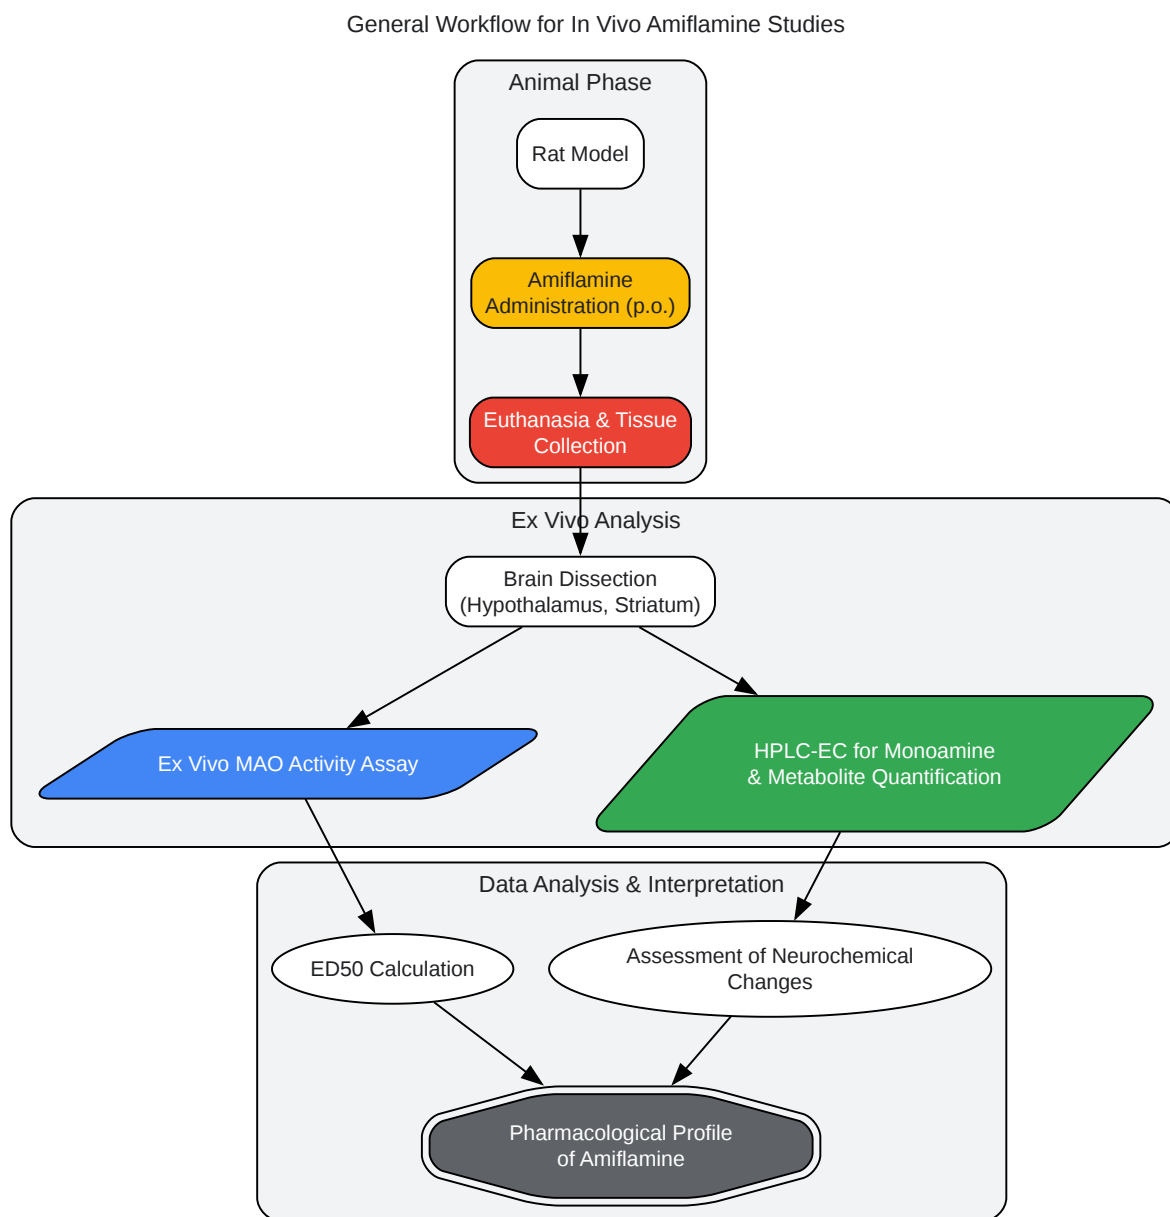 General Workflow for In Vivo Amiflamine Studies
Animal Phase
Rat Model
Amiflamine
Administration (p.o.)
Euthanasia & Tissue
Collection
Ex Vivo Analysis
Brain Dissection
(Hypothalamus, Striatum)
Ex Vivo MAO Activity Assay
HPLC-EC for Monoamine
& Metabolite Quantification
Data Analysis & Interpretation
ED50 Calculation
Assessment of Neurochemical
Changes
Pharmacological Profile
of Amiflamine